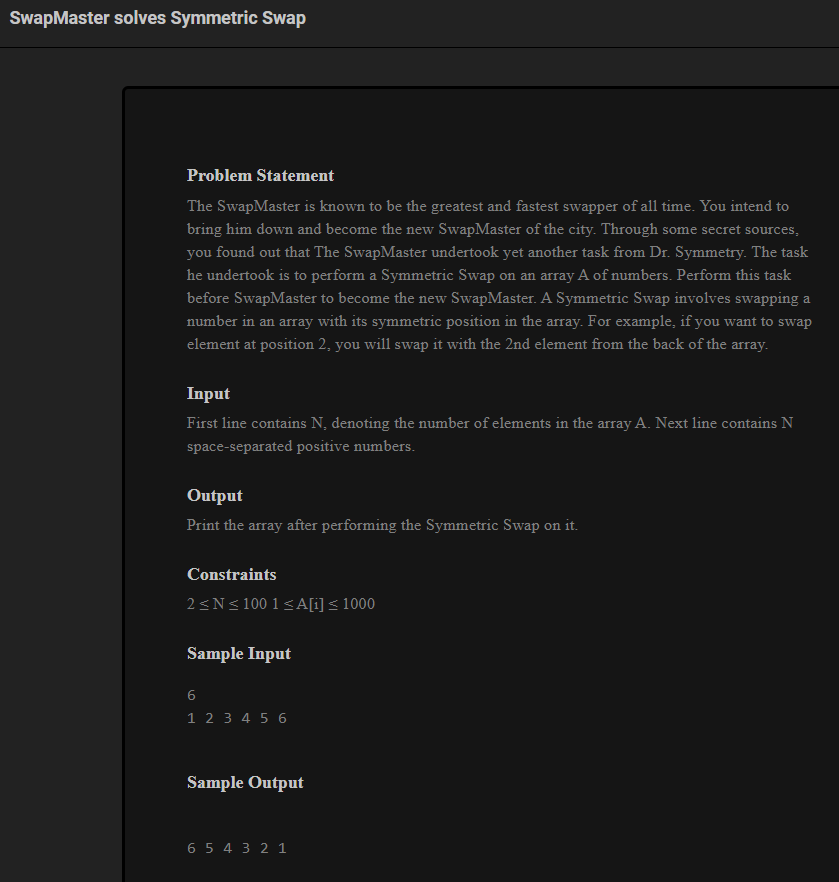 SwapMaster solves Symmetric Swap
Problem Statement
The SwapMaster is known to be the greatest and fastest swapper of all time. You intend to
bring him down and become the new SwapMaster of the city. Through some secret sources,
you found out that The SwapMaster undertook yet another task from Dr. Symmetry. The task
he undertook is to perform a Symmetric Swap on an array A of numbers. Perform this task
before SwapMaster to become the new SwapMaster. A Symmetric Swap involves swapping a
number in an array with its symmetric position in the array. For example, if you want to swap
element at position 2, you will swap it with the 2nd element from the back of the array.
Input
First line contains N, denoting the number of elements in the array A. Next line contains N
space-separated positive numbers.
Output
Print the array after performing the Symmetric Swap on it.
Constraints
2 ≤ N ≤ 100 1 ≤ A[i] ≤ 1000
Sample Input
6
1 2 3 4 5 6
Sample Output
6 5 4 3 2 1